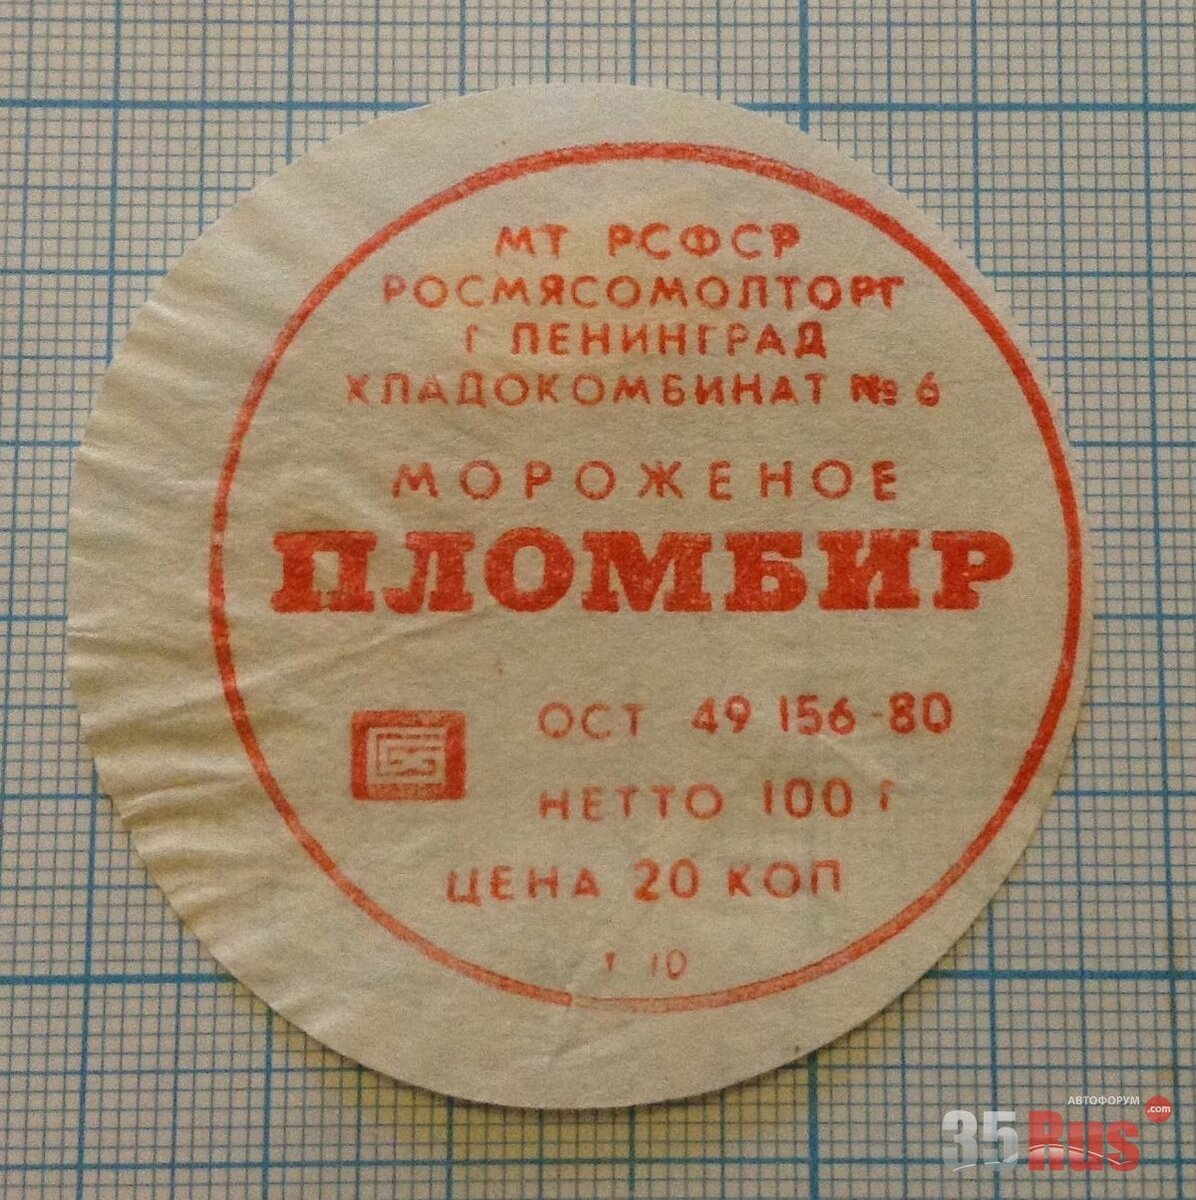 МТ РСФСР
РОСМЯСОМОЛТОРГ
Г ЛЕНИНГРАД
ХЛАДОКОМБИНАТ № 6
МОРОЖЕНОЕ
ПЛОМБИР
ОСТ 49 156-80
НЕТТО 100 Г
ЦЕНА 20 КОП
10
АВТОФОРУМ
35Rus.com